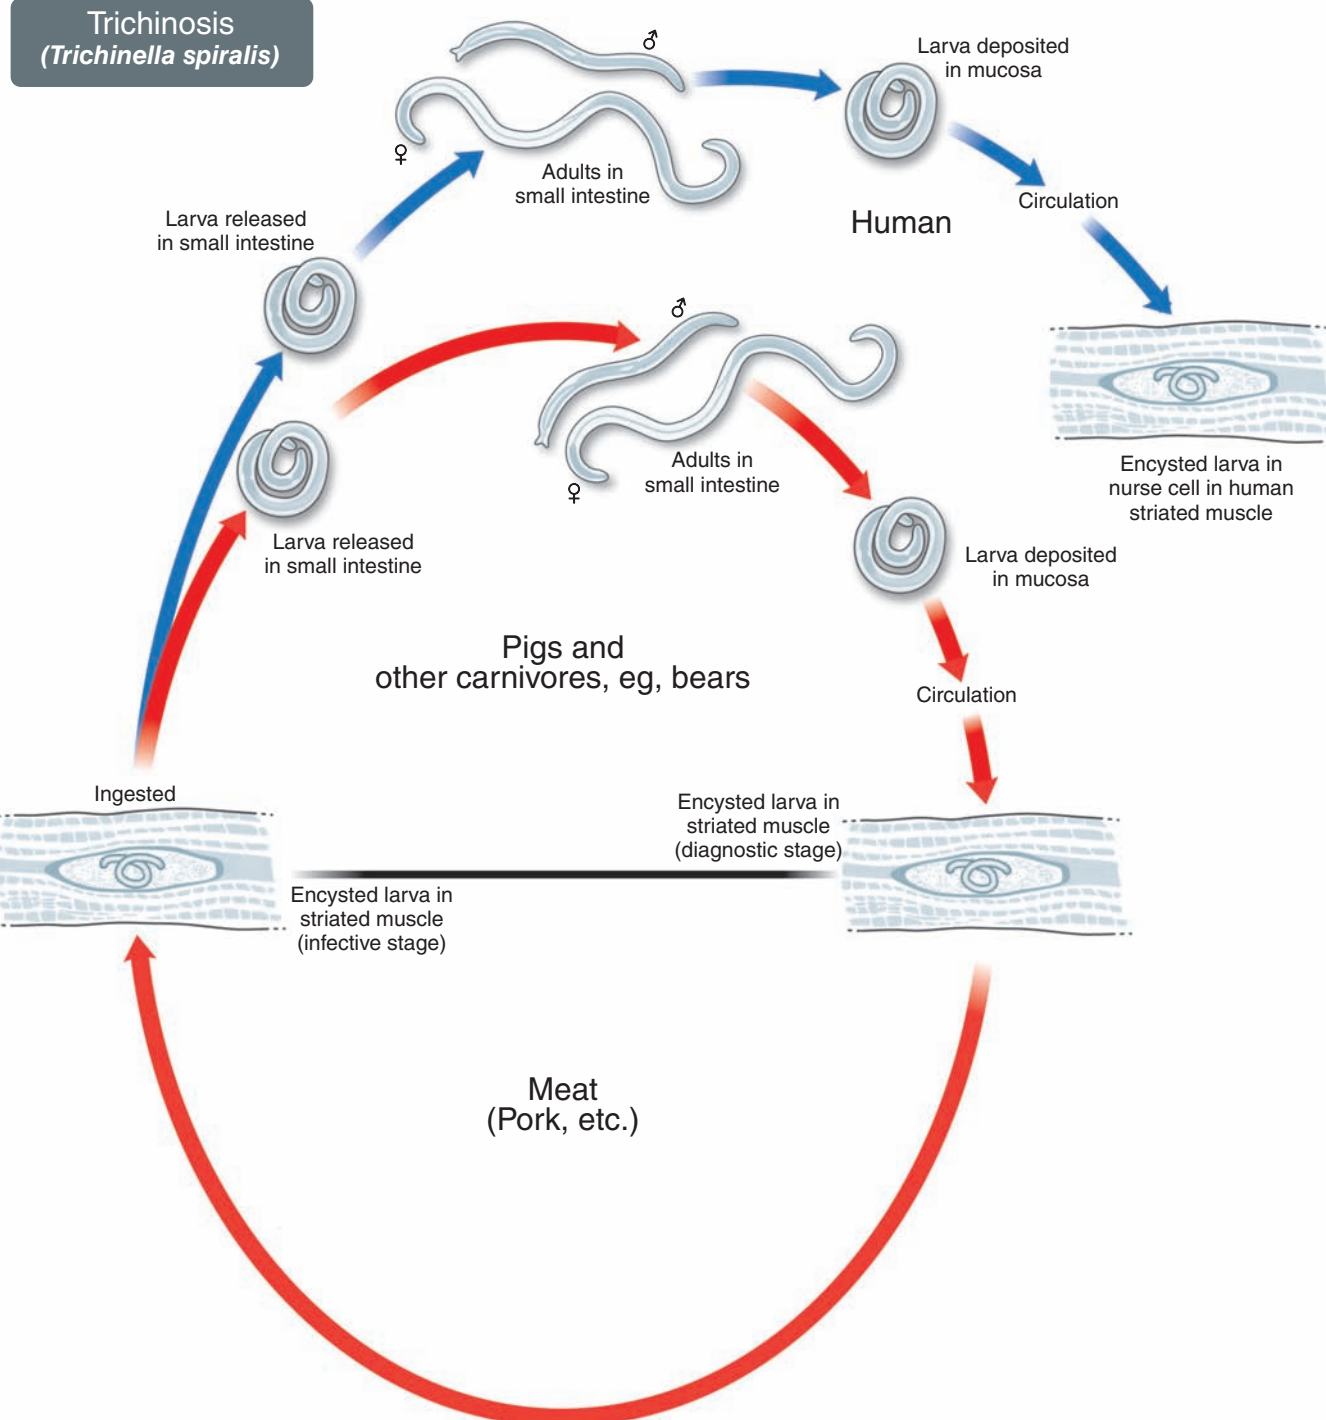 Trichinosis
(Trichinella spiralis)
♂
Larva deposited
in mucosa
♀
Adults in
small intestine
Circulation
Human
Larva released
in small intestine
♂
Adults in
small intestine
♀
Encysted larva in
nurse cell in human
striated muscle
Larva released
in small intestine
Larva deposited
in mucosa
Pigs and
other carnivores, eg, bears
Circulation
Ingested
Encysted larva in
striated muscle
(diagnostic stage)
Encysted larva in
striated muscle
(infective stage)
Meat
(Pork, etc.)